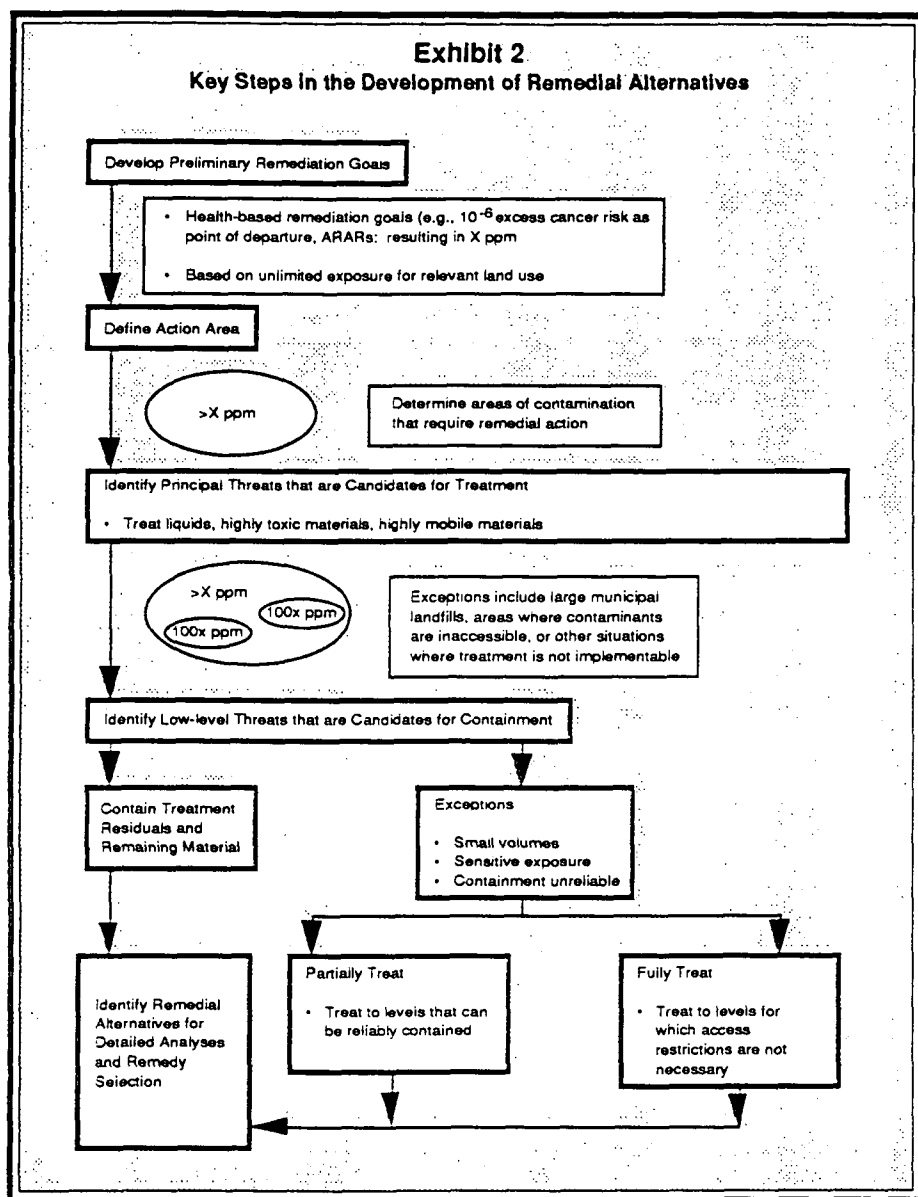 Exhibit 2
Key Steps in the Development of Remedial Alternatives
Develop Preliminary Remediation Goals
• Health-based remediation goals (e.g., 10⁻⁶ excess cancer risk as
point of departure, ARARs: resulting in X ppm
• Based on unlimited exposure for relevant land use
Define Action Area
>X ppm
Determine areas of contamination
that require remedial action
Identify Principal Threats that are Candidates for Treatment
• Treat liquids, highly toxic materials, highly mobile materials
>X ppm
100x ppm
100x ppm
Exceptions include large municipal
landfills, areas where contaminants
are inaccessible, or other situations
where treatment is not implementable
Identify Low-level Threats that are Candidates for Containment
Contain Treatment
Residuals and
Remaining Material
Exceptions
• Small volumes
• Sensitive exposure
• Containment unreliable
Identify Remedial
Alternatives for
Detailed Analyses
and Remedy
Selection
Partially Treat
• Treat to levels that can
be reliably contained
Fully Treat
• Treat to levels for
which access
restrictions are not
necessary